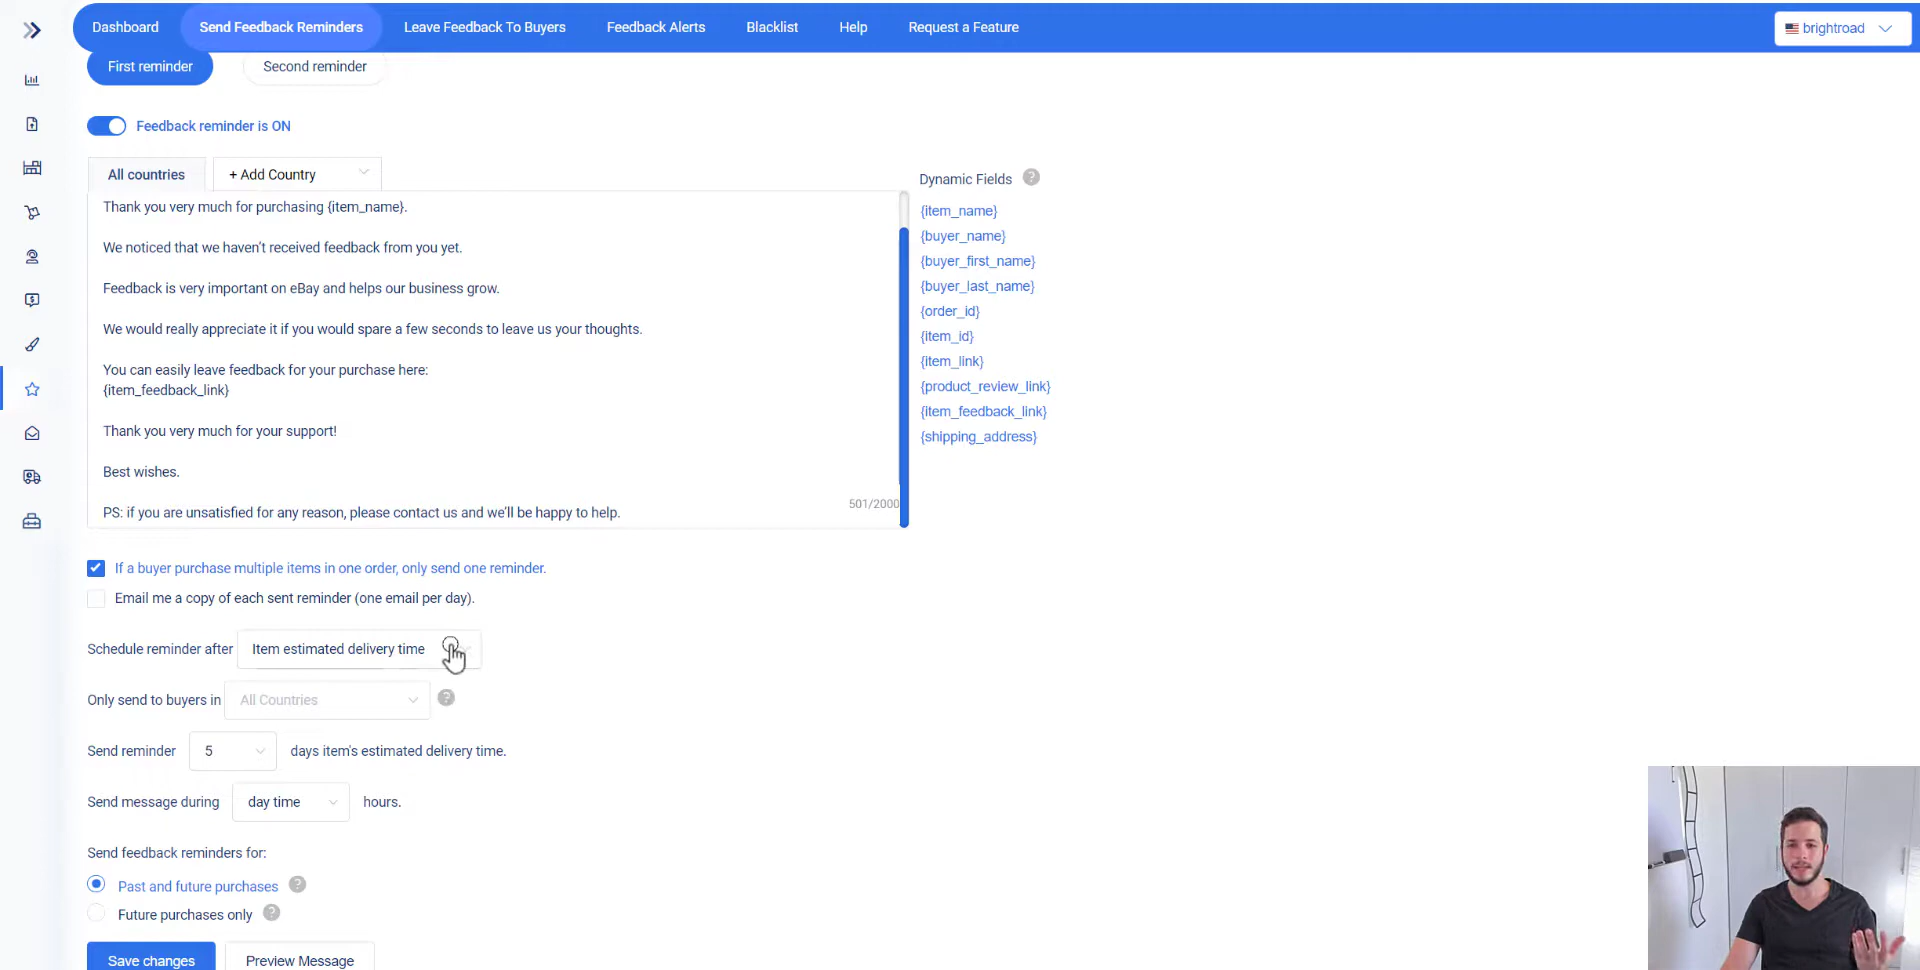 Dashboard
Send Feedback Reminders
Leave Feedback To Buyers
Feedback Alerts
Blacklist
Help
Request a Feature
brightroad
First reminder
Second reminder
Feedback reminder is ON
All countries
+ Add Country
Thank you very much for purchasing {item_name}.
We noticed that we haven't received feedback from you yet.
Feedback is very important on eBay and helps our business grow.
We would really appreciate it if you would spare a few seconds to leave us your thoughts.
You can easily leave feedback for your purchase here:
{item_feedback_link}
Thank you very much for your support!
Best wishes.
PS: if you are unsatisfied for any reason, please contact us and we'll be happy to help.
501/2000
Dynamic Fields ?
{item_name}
{buyer_name}
{buyer_first_name}
{buyer_last_name}
{order_id}
{item_id}
{item_link}
{product_review_link}
{item_feedback_link}
{shipping_address}
If a buyer purchase multiple items in one order, only send one reminder.
Email me a copy of each sent reminder (one email per day).
Schedule reminder after Item estimated delivery time
Only send to buyers in All Countries ?
Send reminder 5 days item's estimated delivery time.
Send message during day time hours.
Send feedback reminders for:
Past and future purchases ?
Future purchases only ?
Save changes
Preview Message